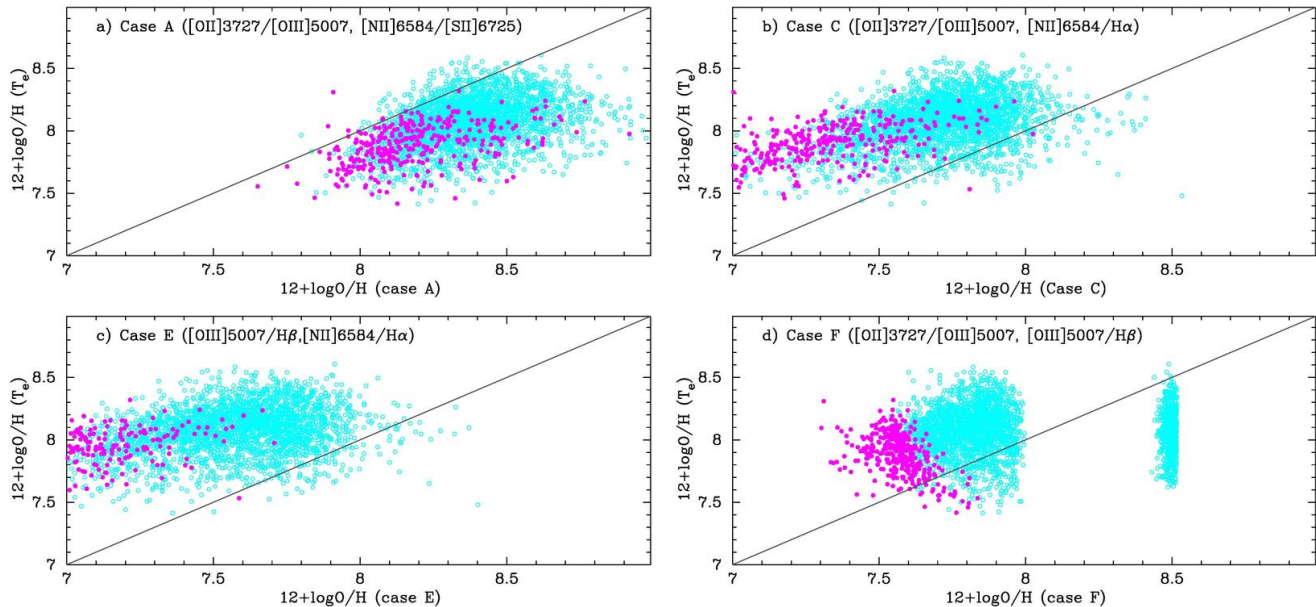 a) Case A ([OII]3727/[OIII]5007, [NII]6584/[SII]6725)
12+logO/H (Tₑ)
8.5
8
7.5
7
7 7.5 8 8.5
12+logO/H (case A)
b) Case C ([OII]3727/[OIII]5007, [NII]6584/Hα)
12+logO/H (Tₑ)
8.5
8
7.5
7
7 7.5 8 8.5
12+logO/H (Case C)
c) Case E ([OIII]5007/Hβ,[NII]6584/Hα)
12+logO/H (Tₑ)
8.5
8
7.5
7
7 7.5 8 8.5
12+logO/H (case E)
d) Case F ([OII]3727/[OIII]5007, [OIII]5007/Hβ)
12+logO/H (Tₑ)
8.5
8
7.5
7
7 7.5 8 8.5
12+logO/H (case F)